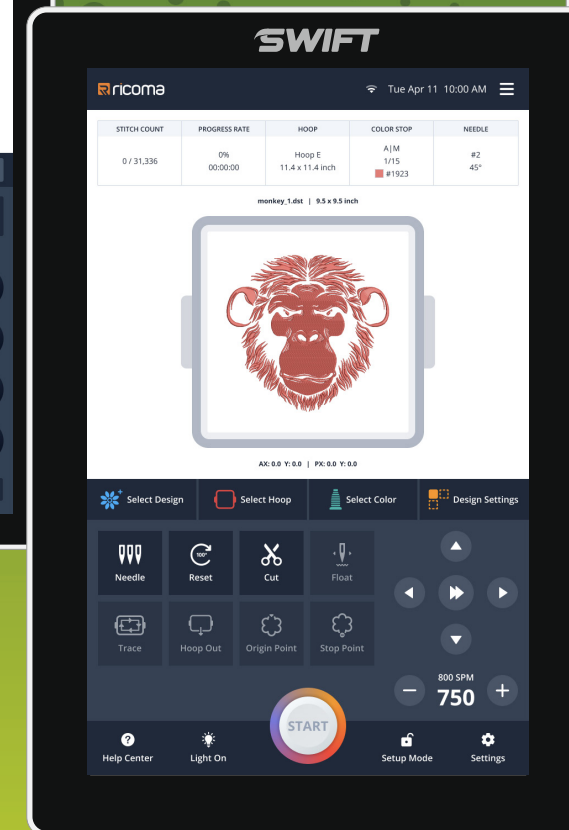 SWIFT
ricoma
Tue Apr 11 10:00 AM
STITCH COUNT PROGRESS RATE HOOP COLOR STOP NEEDLE
0 / 31,336 0% 00:00:00 Hoop E 11.4 x 11.4 inch A|M 1/15 #1923 #2 45°
monkey_1.dst | 9.5 x 9.5 inch
AX: 0.0 Y: 0.0 | PX: 0.0 Y: 0.0
Select Design Select Hoop Select Color Design Settings
100°
Needle Reset Cut Float
Trace Hoop Out Origin Point Stop Point
800 SPM
750
START
Help Center Light On Setup Mode Settings